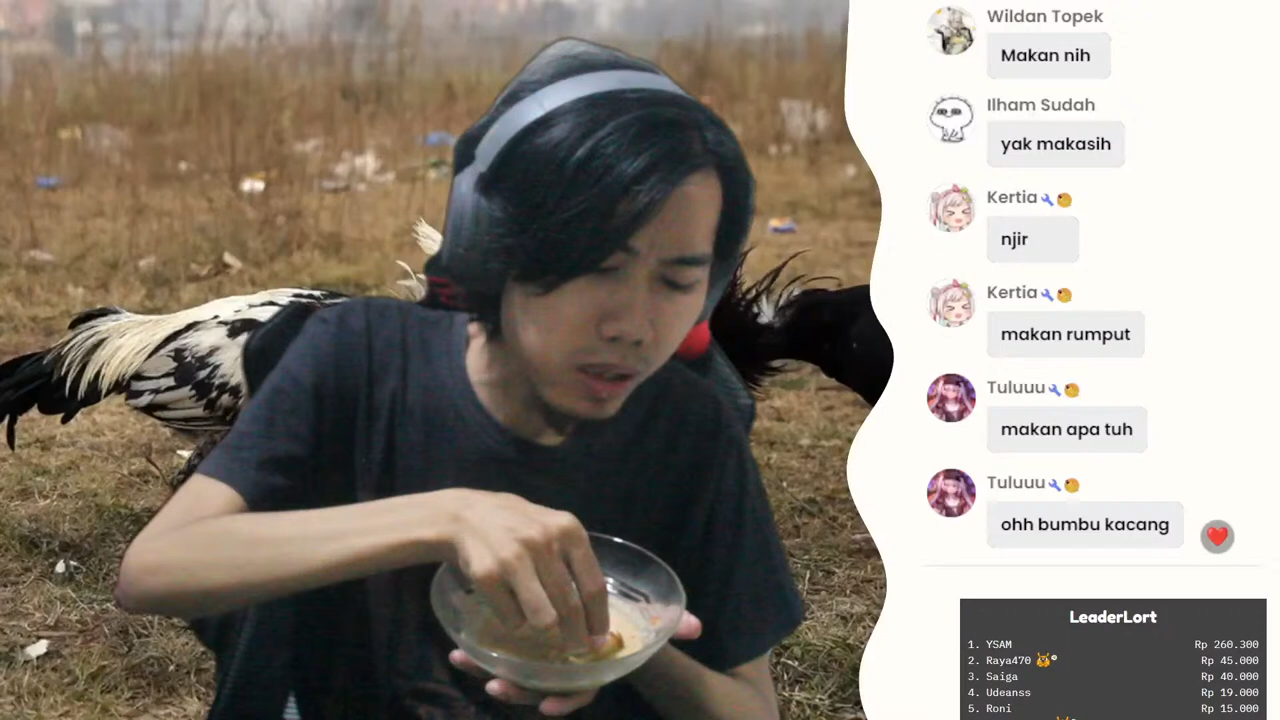 Wildan Topek
Makan nih
Ilham Sudah
yak makasih
Kertia
njir
Kertia
makan rumput
Tuluuu
makan apa tuh
Tuluuu
ohh bumbu kacang
LeaderLort
1. YSAM Rp 260.300
2. Raya470 Rp 45.000
3. Saiga Rp 40.000
4. Udeanss Rp 19.000
5. Roni Rp 15.000